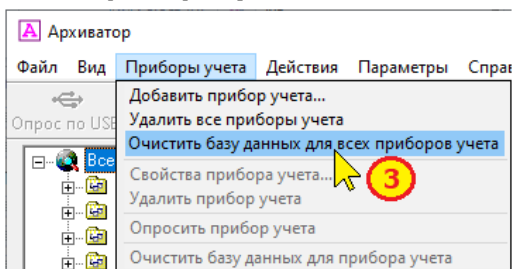 Архиватор
Файл Вид Приборы учета Действия Параметры
Опрос по USB
Добавить прибор учета...
Удалить все приборы учета
Очистить базу данных для всех приборов учета
Все
Свойства прибора учета...
3
Удалить прибор учета
Опросить прибор учета
Очистить базу данных для прибора учета